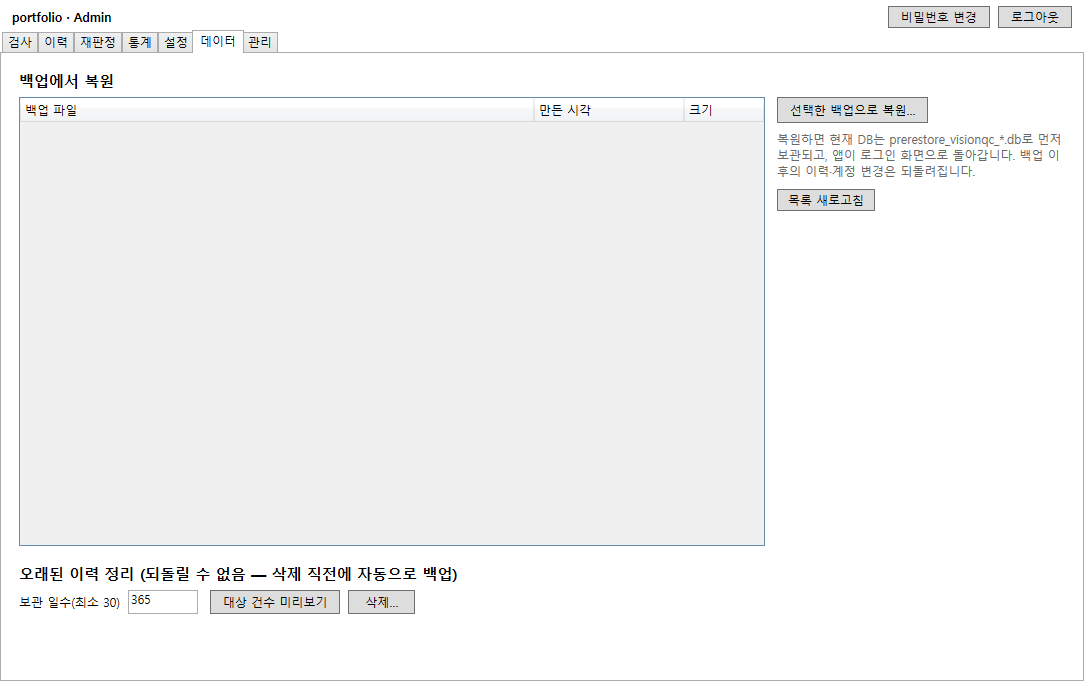 portfolio · Admin
비밀번호 변경 로그아웃
검사 이력 재판정 통계 설정 데이터 관리
백업에서 복원
백업 파일 만든 시각 크기
선택한 백업으로 복원...
복원하면 현재 DB는 prerestore_visionqc_*.db로 먼저
보관되고, 앱이 로그인 화면으로 돌아갑니다. 백업 이
후의 이력·계정 변경은 되돌려집니다.
목록 새로고침
오래된 이력 정리 (되돌릴 수 없음 — 삭제 직전에 자동으로 백업)
보관 일수(최소 30) 365 대상 건수 미리보기 삭제...